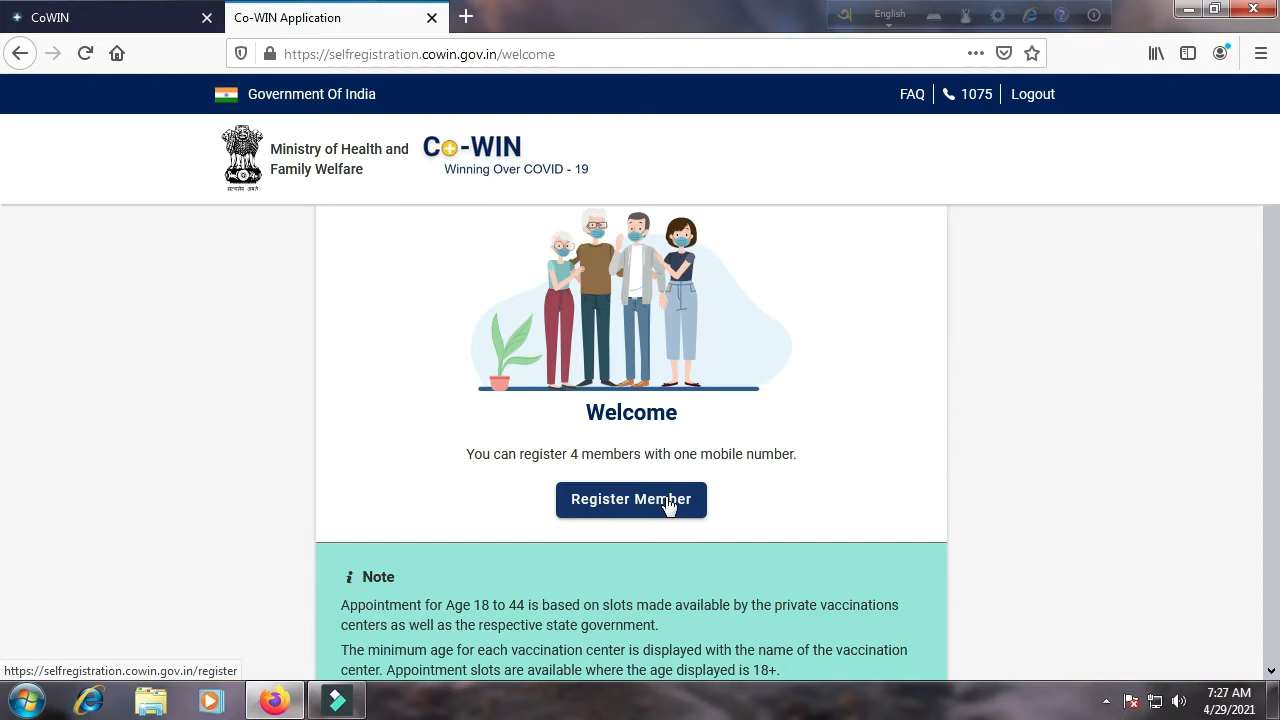 CoWIN
Co-WIN Application
English
https://selfregistration.cowin.gov.in/welcome
Government Of India
FAQ
1075
Logout
Ministry of Health and
Family Welfare
Co-WIN
Winning Over COVID - 19
सत्यमेव जयते
Welcome
You can register 4 members with one mobile number.
Register Member
Note
Appointment for Age 18 to 44 is based on slots made available by the private vaccinations
centers as well as the respective state government.
The minimum age for each vaccination center is displayed with the name of the vaccination
center. Appointment slots are available where the age displayed is 18+.
https://selfregistration.cowin.gov.in/register
7:27 AM
4/29/2021